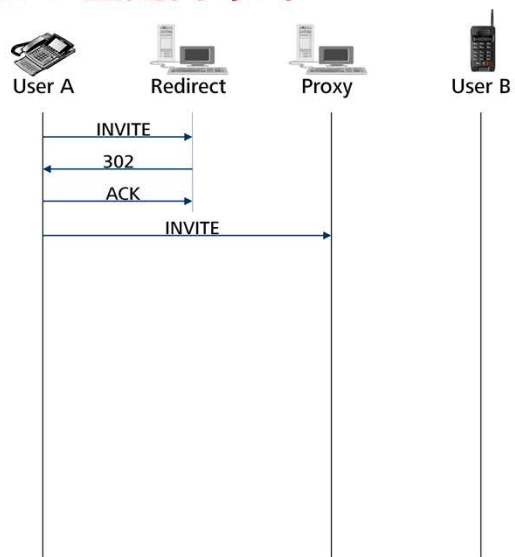 User A
Redirect
Proxy
User B
INVITE
302
ACK
INVITE